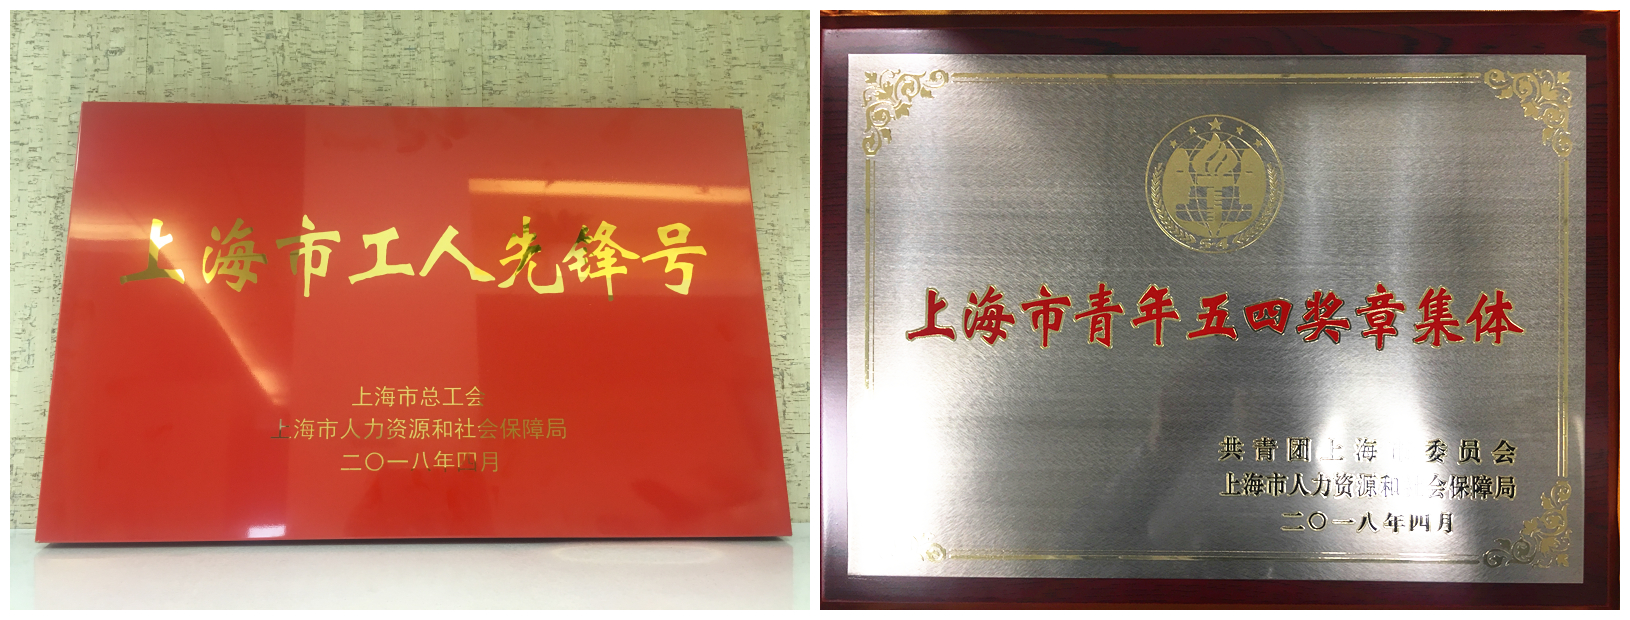 上海市工人先锋号
上海市总工会
上海市人力资源和社会保障局
二〇一八年四月
上海市青年五四奖章集体
共青团上海市委员会
上海市人力资源和社会保障局
二〇一八年四月